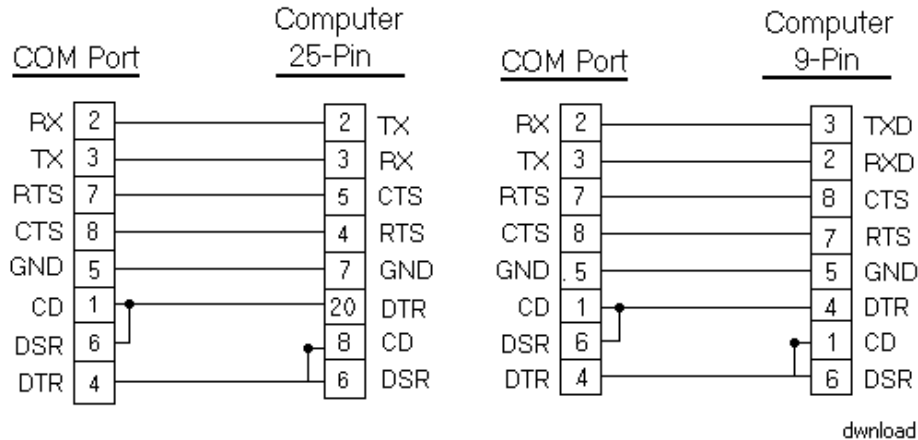 Computer
COM Port 25-Pin
RX 2 2 TX
TX 3 3 RX
RTS 7 5 CTS
CTS 8 4 RTS
GND 5 7 GND
CD 1 20 DTR
DSR 6 8 CD
DTR 4 6 DSR
Computer
COM Port 9-Pin
RX 2 3 TXD
TX 3 2 RXD
RTS 7 8 CTS
CTS 8 7 RTS
GND 5 5 GND
CD 1 4 DTR
DSR 6 1 CD
DTR 4 6 DSR
dwnload